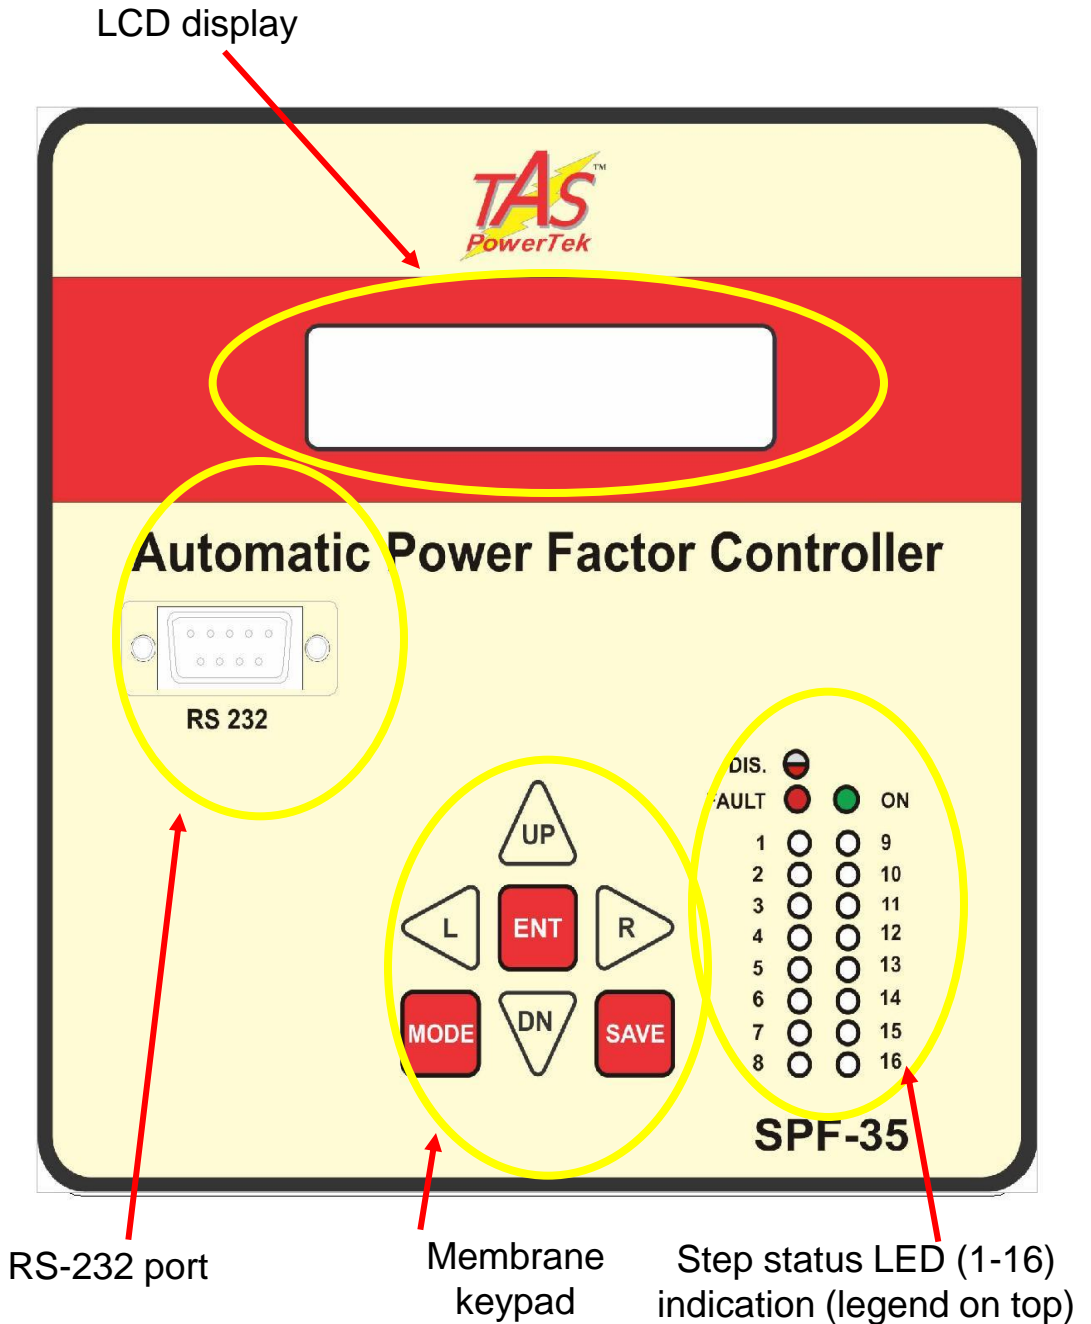 LCD display
TAS™
PowerTek
Automatic Power Factor Controller
RS 232
DIS.
FAULT ON
1 9
2 10
3 11
4 12
5 13
6 14
7 15
8 16
UP
L ENT R
MODE DN SAVE
SPF-35
RS-232 port
Membrane
keypad
Step status LED (1-16)
indication (legend on top)